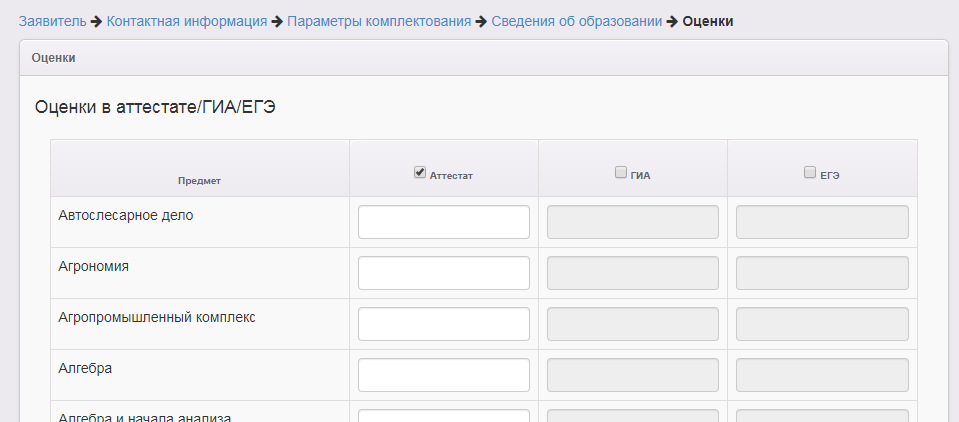 Заявитель → Контактная информация → Параметры комплектования → Сведения об образовании → Оценки
Оценки
Оценки в аттестате/ГИА/ЕГЭ
Предмет Аттестат ГИА ЕГЭ
Автослесарное дело
Агрономия
Агропромышленный комплекс
Алгебра
Алгебра и начала анализа